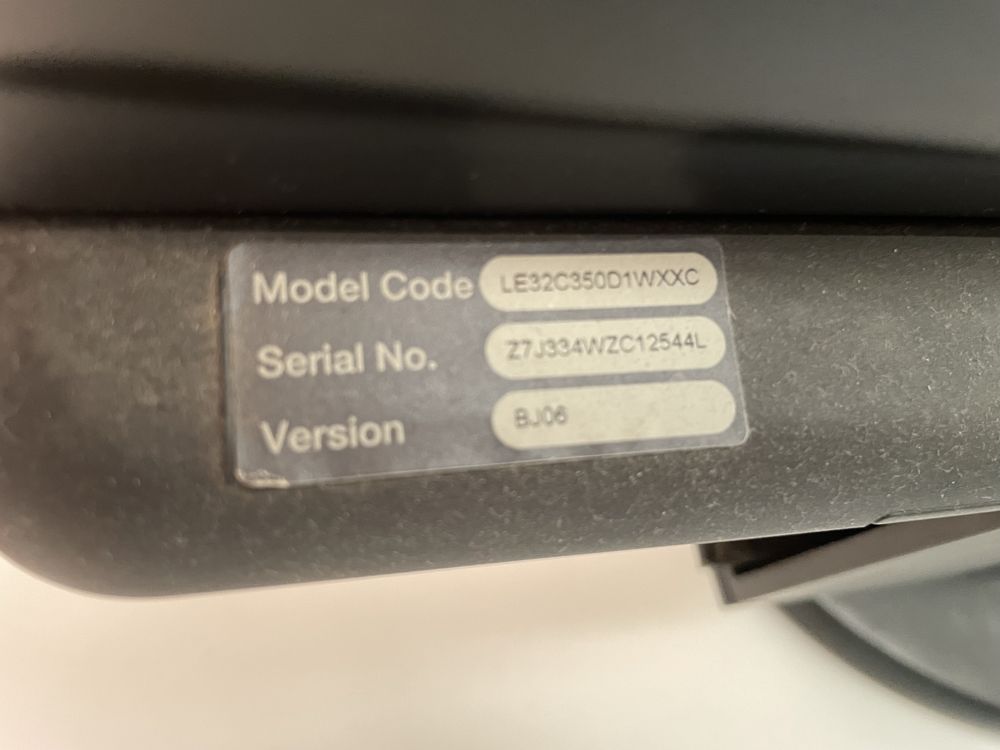 Model Code LE32C350D1WXXC
Serial No. Z7J334WZC12544L
Version BJ06